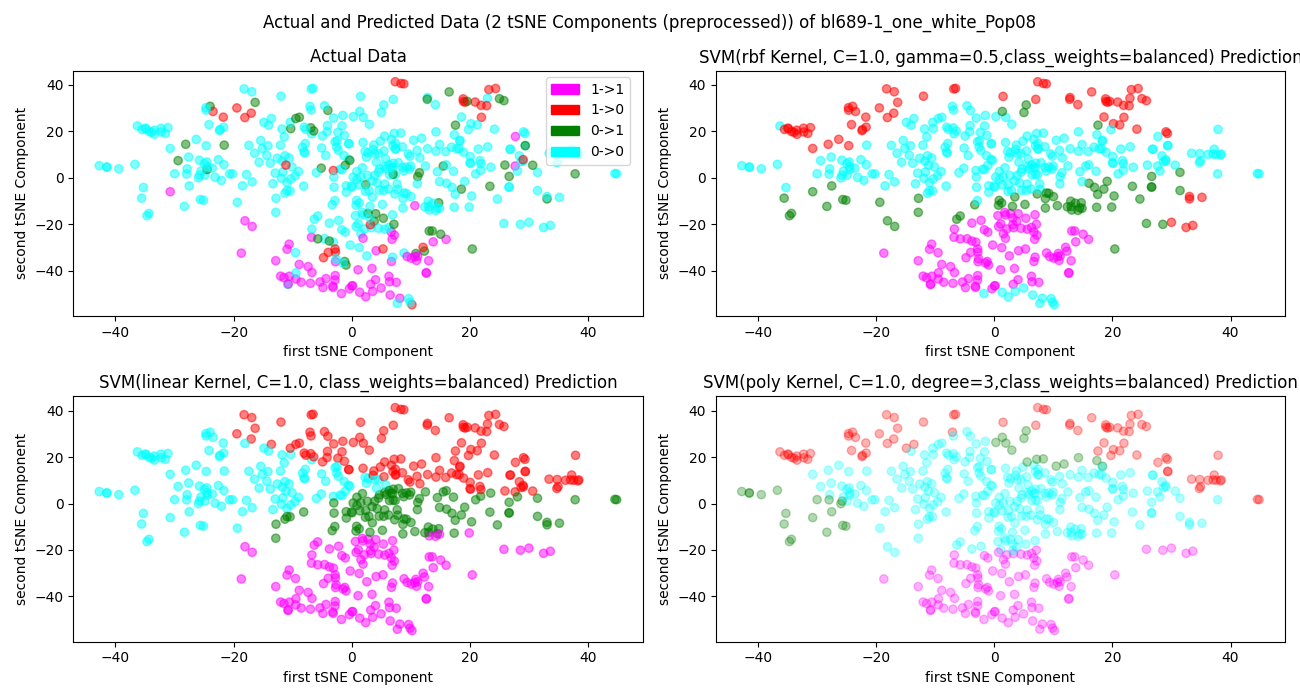 Actual and Predicted Data (2 tSNE Components (preprocessed)) of bl689-1_one_white_Pop08
Actual Data
40
20
0
−20
−40
second tSNE Component
−40 −20 0 20 40
first tSNE Component
1->1
1->0
0->1
0->0
SVM(rbf Kernel, C=1.0, gamma=0.5,class_weights=balanced) Prediction
40
20
0
−20
−40
second tSNE Component
−40 −20 0 20 40
first tSNE Component
SVM(linear Kernel, C=1.0, class_weights=balanced) Prediction
40
20
0
−20
−40
second tSNE Component
−40 −20 0 20 40
first tSNE Component
SVM(poly Kernel, C=1.0, degree=3,class_weights=balanced) Prediction
40
20
0
−20
−40
second tSNE Component
−40 −20 0 20 40
first tSNE Component